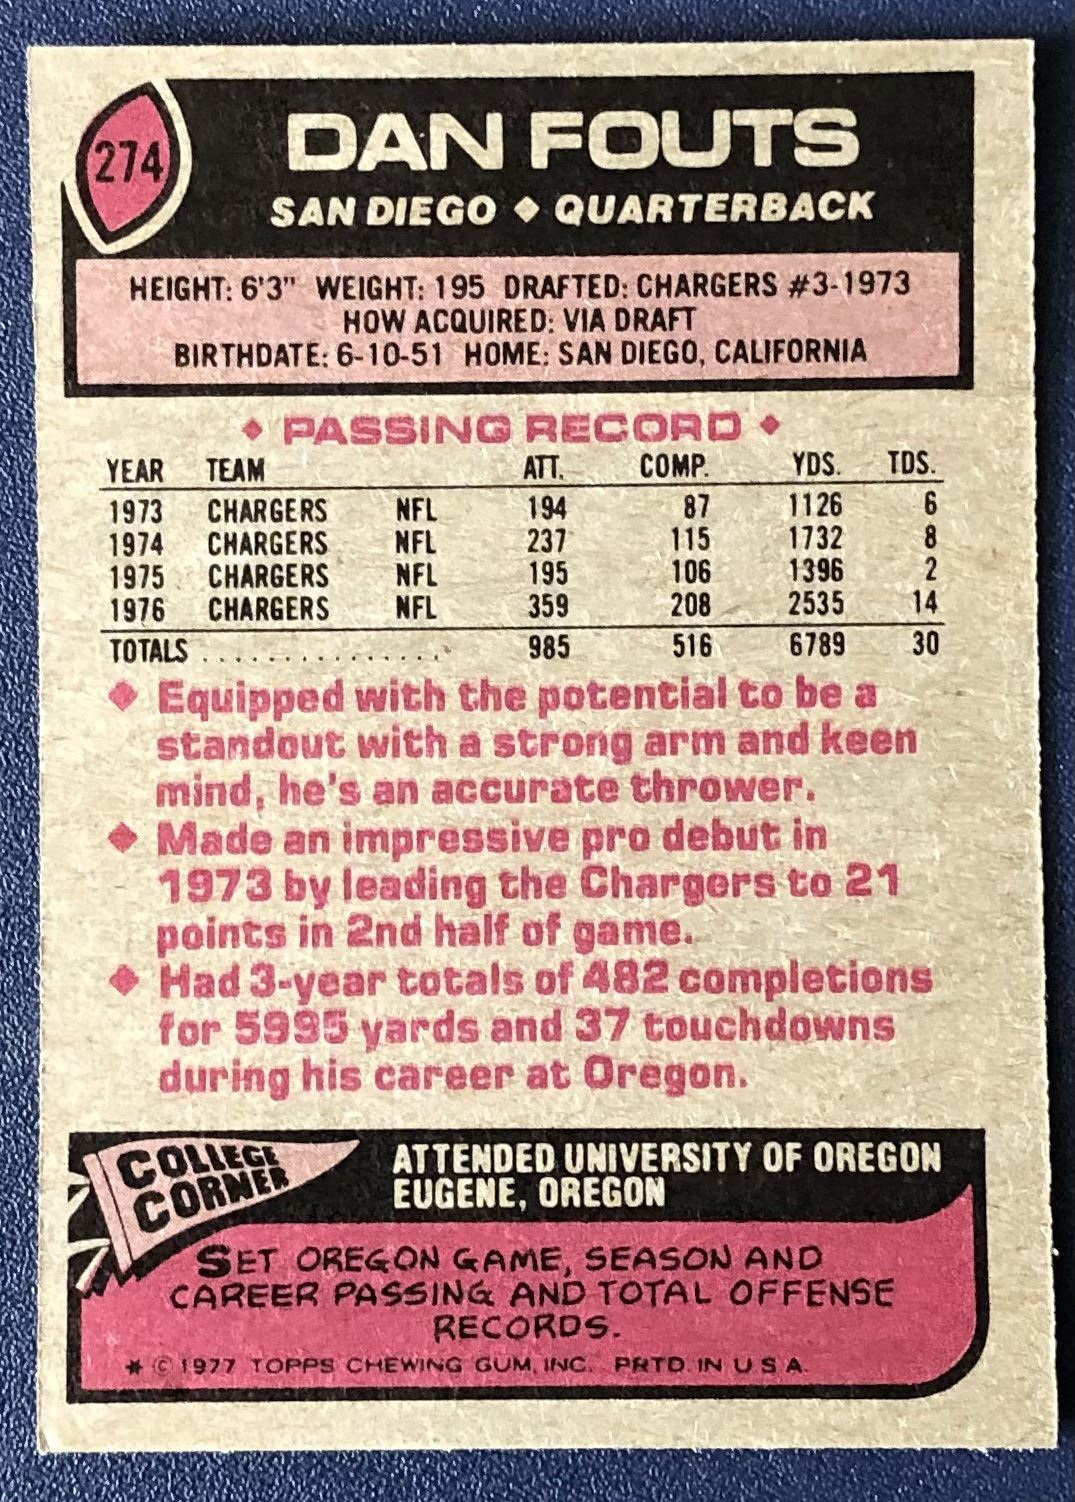 274
DAN FOUTS
SAN DIEGO ◆ QUARTERBACK
HEIGHT: 6'3" WEIGHT: 195 DRAFTED: CHARGERS #3-1973
HOW ACQUIRED: VIA DRAFT
BIRTHDATE: 6-10-51 HOME: SAN DIEGO, CALIFORNIA
◆ PASSING RECORD ◆
YEAR TEAM ATT. COMP. YDS. TDS.
1973 CHARGERS NFL 194 87 1126 6
1974 CHARGERS NFL 237 115 1732 8
1975 CHARGERS NFL 195 106 1396 2
1976 CHARGERS NFL 359 208 2535 14
TOTALS ................ 985 516 6789 30
◆ Equipped with the potential to be a
standout with a strong arm and keen
mind, he's an accurate thrower.
◆ Made an impressive pro debut in
1973 by leading the Chargers to 21
points in 2nd half of game.
◆ Had 3-year totals of 482 completions
for 5995 yards and 37 touchdowns
during his career at Oregon.
COLLEGE
CORNER
ATTENDED UNIVERSITY OF OREGON
EUGENE, OREGON
SET OREGON GAME, SEASON AND
CAREER PASSING AND TOTAL OFFENSE
RECORDS.
* © 1977 TOPPS CHEWING GUM, INC. PRTD. IN U S A.